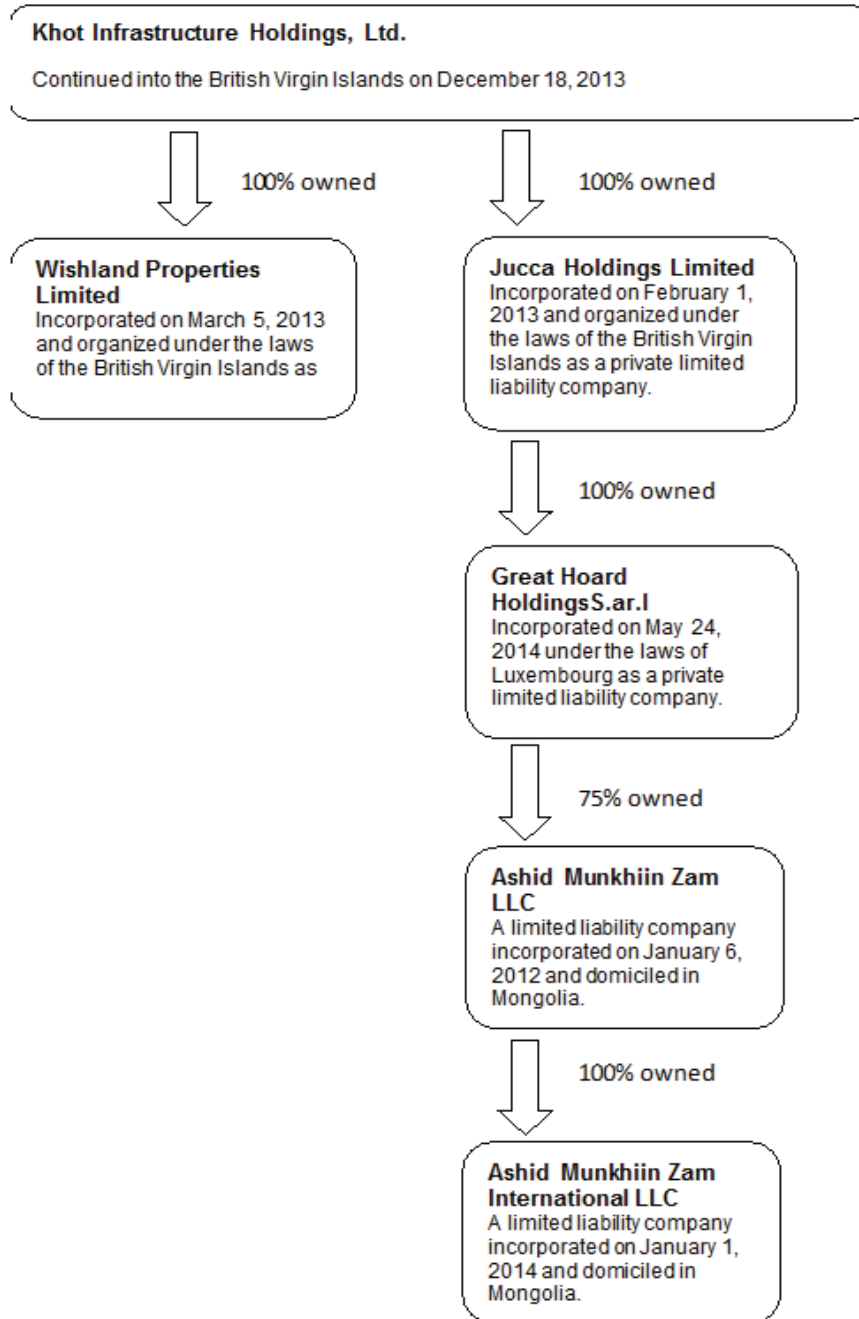 Khot Infrastructure Holdings, Ltd.
Continued into the British Virgin Islands on December 18, 2013
100% owned
100% owned
Wishland Properties
Limited
Incorporated on March 5, 2013
and organized under the laws
of the British Virgin Islands as
Jucca Holdings Limited
Incorporated on February 1,
2013 and organized under
the laws of the British Virgin
Islands as a private limited
liability company.
100% owned
Great Hoard
HoldingsS.ar.l
Incorporated on May 24,
2014 under the laws of
Luxembourg as a private
limited liability company.
75% owned
Ashid Munkhiin Zam
LLC
A limited liability company
incorporated on January 6,
2012 and domiciled in
Mongolia.
100% owned
Ashid Munkhiin Zam
International LLC
A limited liability company
incorporated on January 1,
2014 and domiciled in
Mongolia.